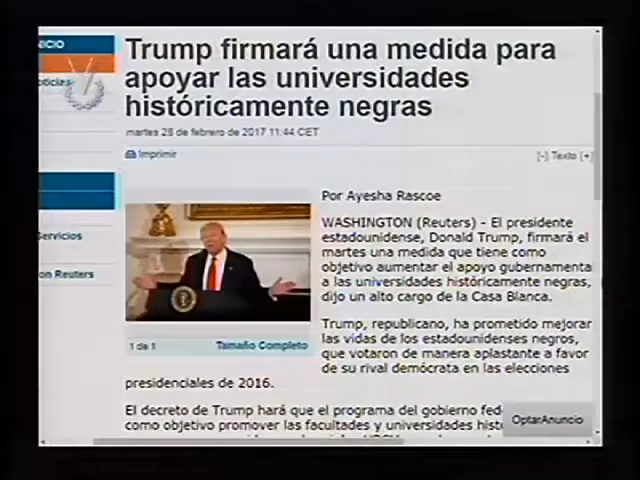 Trump firmará una medida para
apoyar las universidades
históricamente negras
martes 28 de febrero de 2017 11:44 CET
Imprimir
[-] Texto [+]
Por Ayesha Rascoe
WASHINGTON (Reuters) - El presidente
estadounidense, Donald Trump, firmará el
martes una medida que tiene como
objetivo aumentar el apoyo gubernamenta
a las universidades históricamente negras,
dijo un alto cargo de la Casa Blanca.
1 de 1
Tamaño Completo
Trump, republicano, ha prometido mejorar
las vidas de los estadounidenses negros,
que votaron de manera aplastante a favor
de su rival demócrata en las elecciones
presidenciales de 2016.
El decreto de Trump hará que el programa del gobierno fed
como objetivo promover las facultades y universidades hist
OptarAnuncio
ICIO
oticias
Servicios
on Reuters